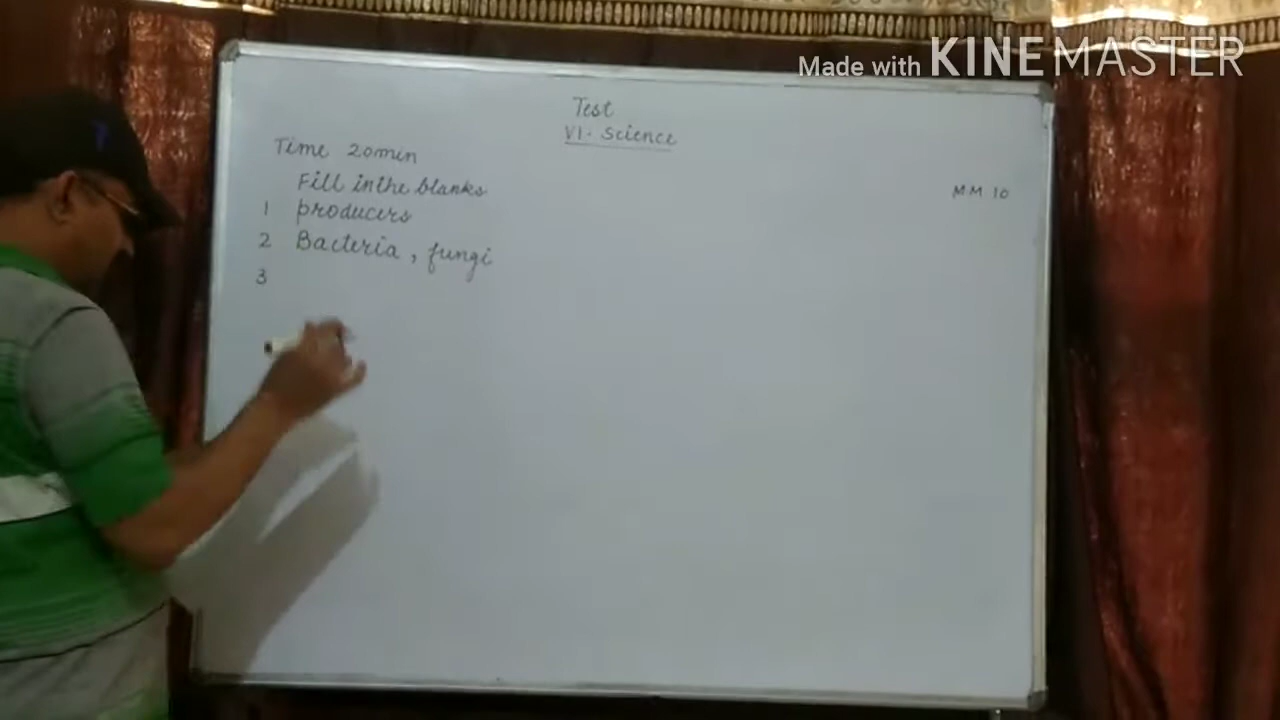 Made with KINEMASTER
Test
VI - Science
Time 20min
MM 10
Fill in the blanks
1 producers
2 Bacteria , fungi
3